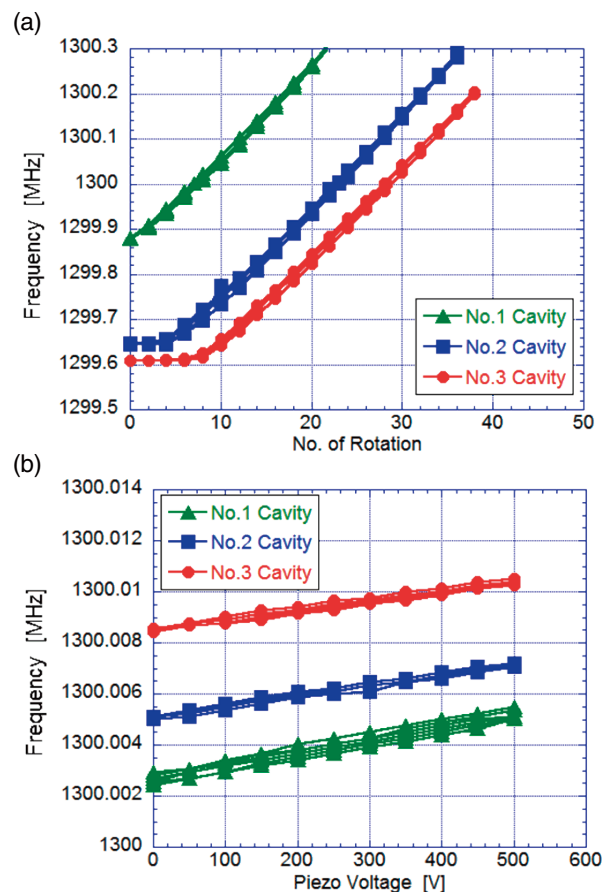 (a)
1300.3
1300.2
1300.1
1300
1299.9
1299.8
1299.7
1299.6
1299.5
Frequency [MHz]
No.1 Cavity
No.2 Cavity
No.3 Cavity
0
10
20
30
40
50
No. of Rotation
(b)
1300.014
1300.012
1300.01
1300.008
1300.006
1300.004
1300.002
1300
Frequency [MHz]
No.1 Cavity
No.2 Cavity
No.3 Cavity
0
100
200
300
400
500
600
Piezo Voltage [V]